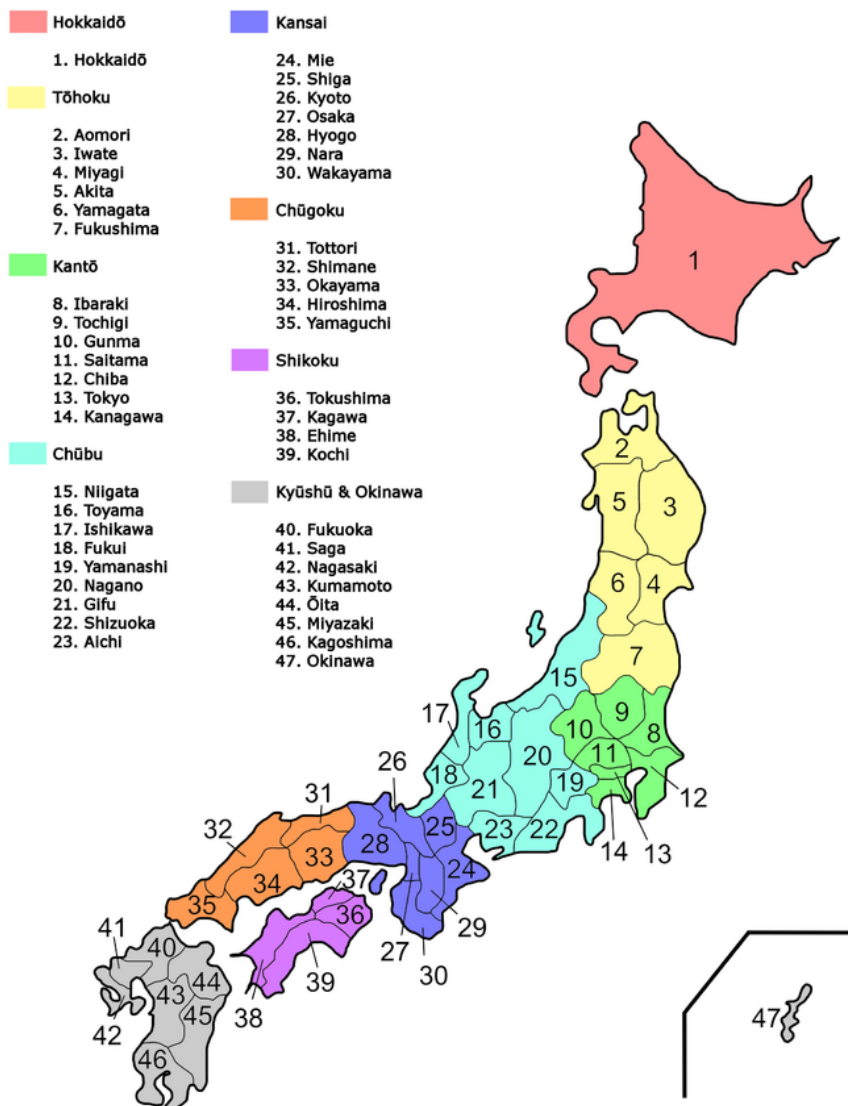 Hokkaidō
1. Hokkaidō
Tōhoku
2. Aomori
3. Iwate
4. Miyagi
5. Akita
6. Yamagata
7. Fukushima
Kantō
8. Ibaraki
9. Tochigi
10. Gunma
11. Saitama
12. Chiba
13. Tokyo
14. Kanagawa
Chūbu
15. Niigata
16. Toyama
17. Ishikawa
18. Fukui
19. Yamanashi
20. Nagano
21. Gifu
22. Shizuoka
23. Aichi
Kansai
24. Mie
25. Shiga
26. Kyoto
27. Osaka
28. Hyogo
29. Nara
30. Wakayama
Chūgoku
31. Tottori
32. Shimane
33. Okayama
34. Hiroshima
35. Yamaguchi
Shikoku
36. Tokushima
37. Kagawa
38. Ehime
39. Kochi
Kyūshū & Okinawa
40. Fukuoka
41. Saga
42. Nagasaki
43. Kumamoto
44. Ōita
45. Miyazaki
46. Kagoshima
47. Okinawa
1
2
5
3
6
4
7
15
9
10
8
17
16
11
20
26
18
19
21
12
31
25
23
22
14
13
32
28
33
24
34
37
35
36
29
41
40
27
30
39
44
43
42
45
38
47
46